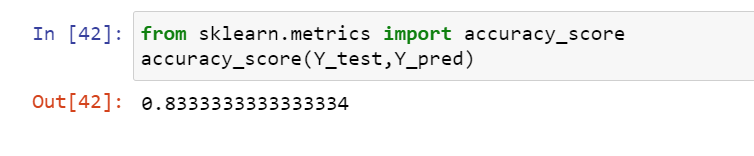 In [42]: from sklearn.metrics import accuracy_score
accuracy_score(Y_test,Y_pred)
Out[42]: 0.8333333333333334